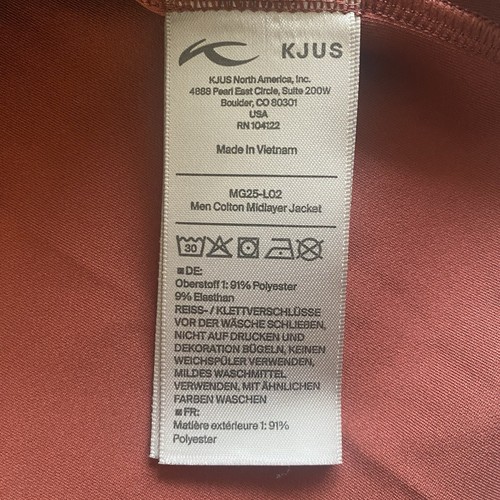 KJUS
KJUS North America, Inc.
4888 Pearl East Circle, Suite 200W
Boulder, CO 80301
USA
RN 104122
Made in Vietnam
MG25-L02
Men Colton Midlayer Jacket
30
■ DE:
Oberstoff 1: 91% Polyester
9% Elasthan
REISS- / KLETTVERSCHLÜSSE
VOR DER WÄSCHE SCHLIEẞEN,
NICHT AUF DRUCKEN UND
DEKORATION BÜGELN, KEINEN
WEICHSPÜLER VERWENDEN,
MILDES WASCHMITTEL
VERWENDEN, MIT ÄHNLICHEN
FARBEN WASCHEN
■ FR:
Matière extérieure 1: 91%
Polyester